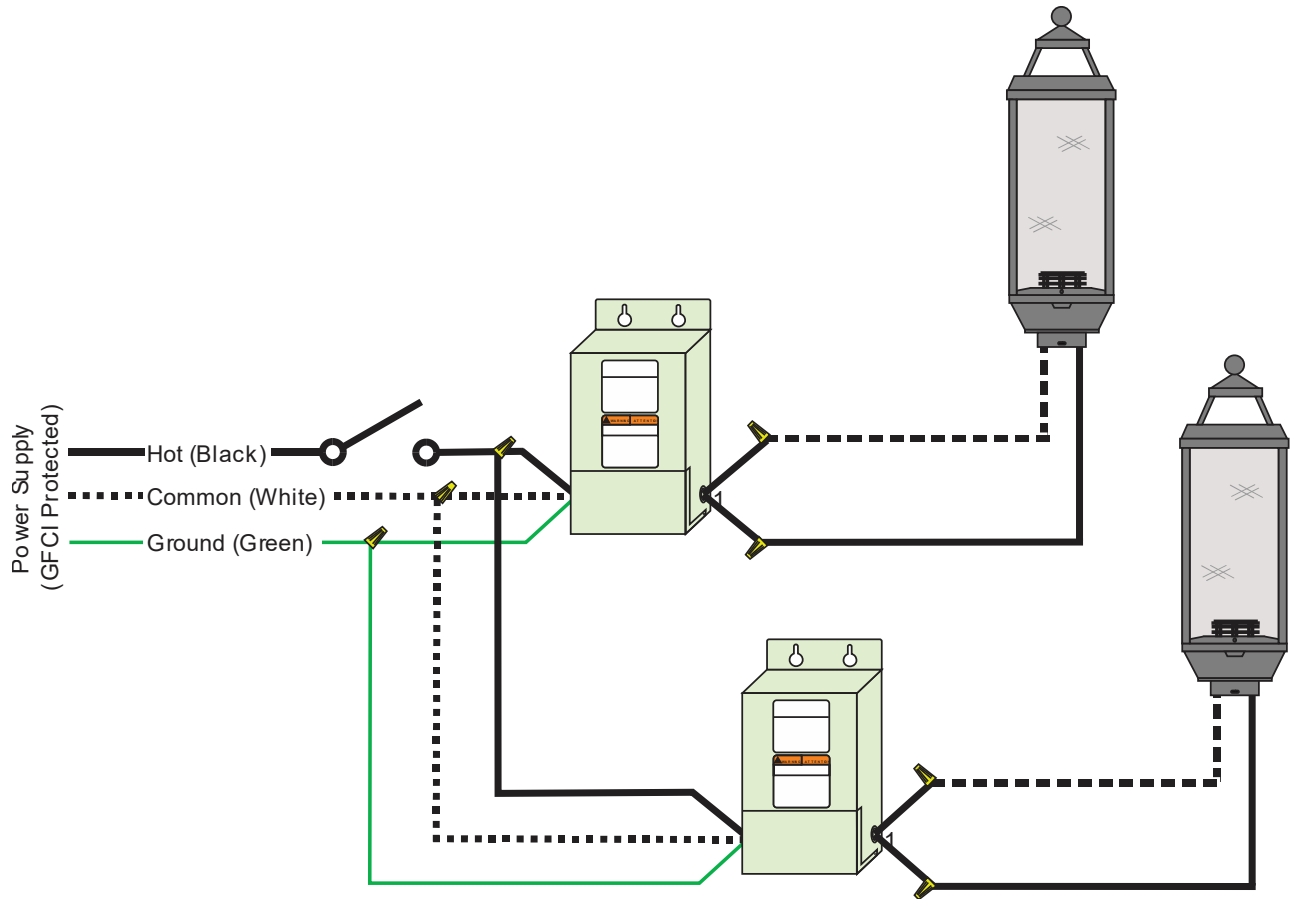 Power Supply
(GFCI Protected)
Hot (Black)
Common (White)
Ground (Green)
1
1